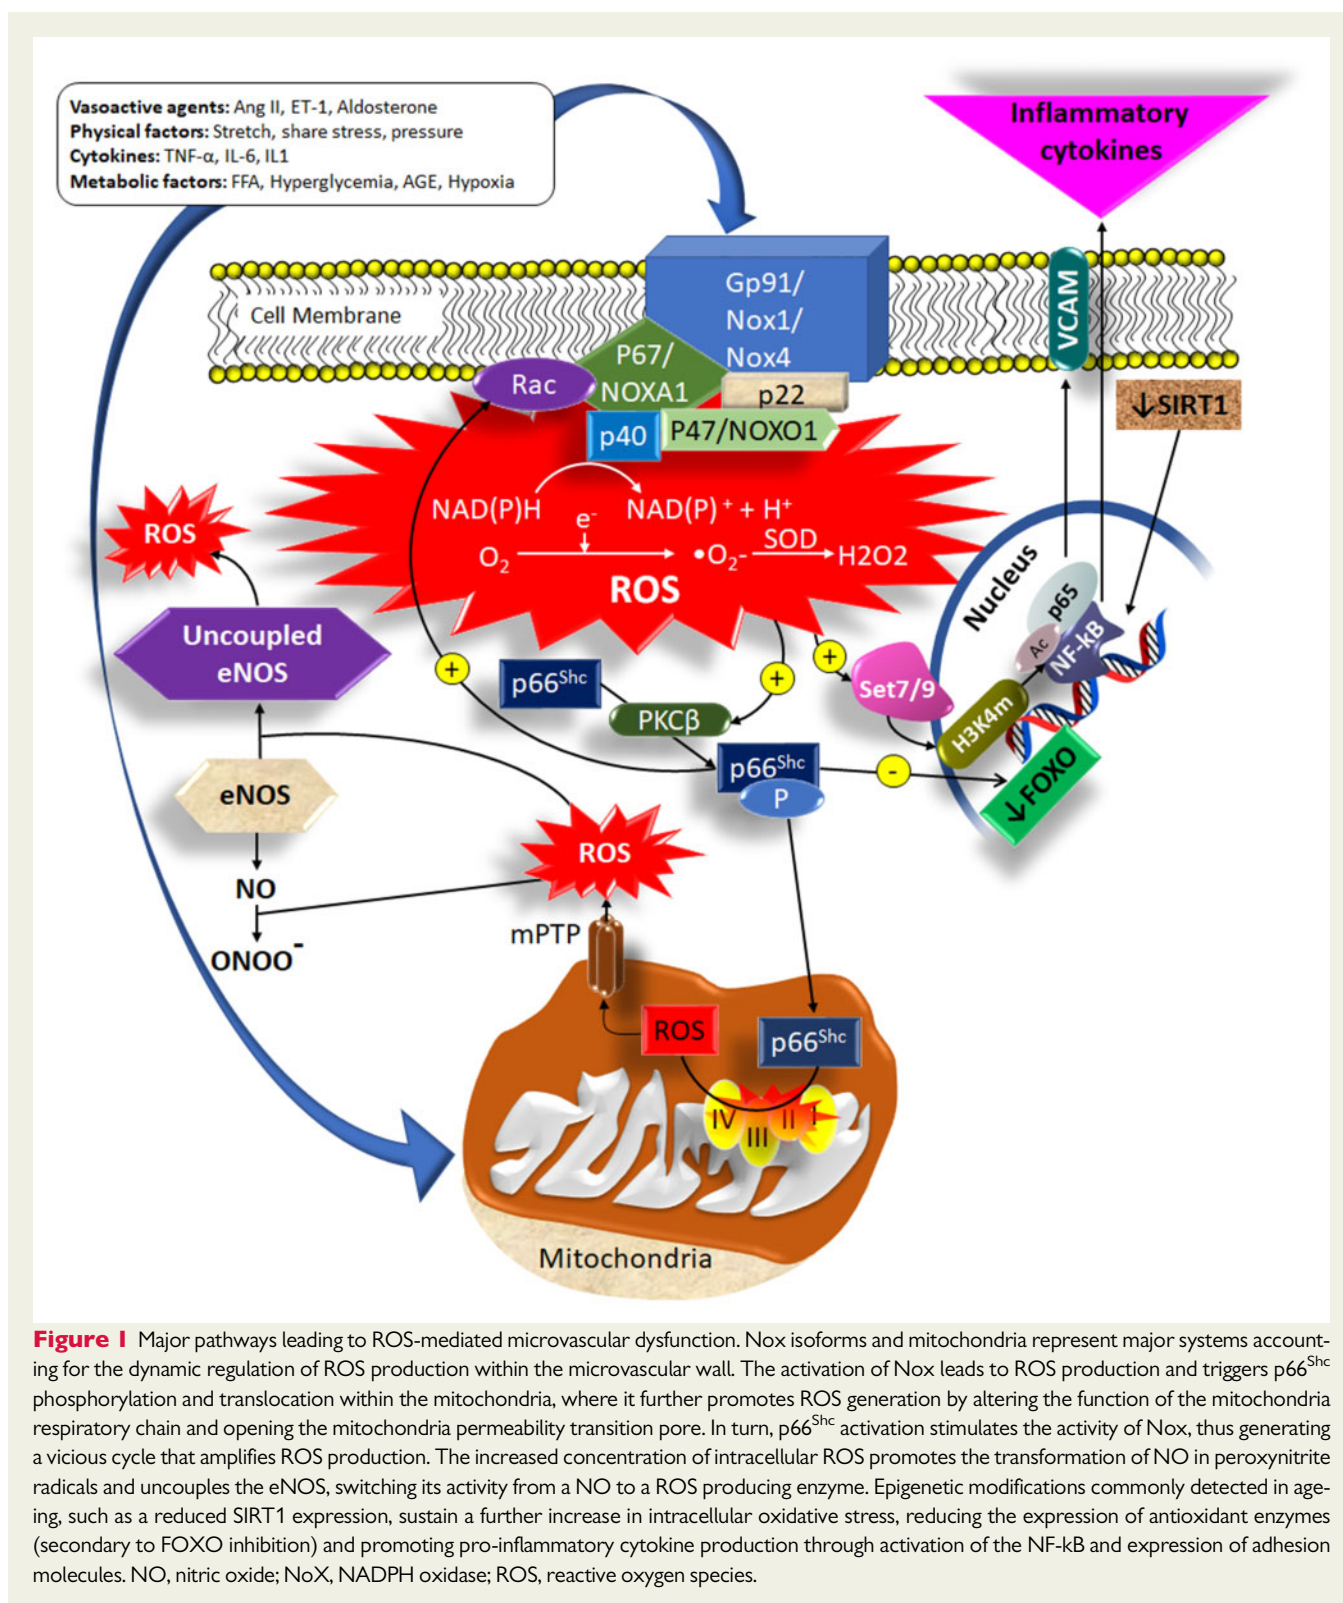 Vasoactive agents: Ang II, ET-1, Aldosterone
Physical factors: Stretch, share stress, pressure
Cytokines: TNF-α, IL-6, IL1
Metabolic factors: FFA, Hyperglycemia, AGE, Hypoxia
Inflammatory
cytokines
Cell Membrane
Gp91/
Nox1/
Nox4
VCAM
P67/
NOXA1
Rac
p22
p40
P47/NOXO1
↓SIRT1
NAD(P)H
NAD(P)⁺ + H⁺
e⁻
O₂
•O₂-
SOD
H2O2
ROS
ROS
Uncoupled
eNOS
+
p66ˢʰᶜ
+
+
PKCβ
Set7/9
Nucleus
p65
Ac
NF-kB
H3K4m
↓FOXO
p66ˢʰᶜ
P
-
eNOS
ROS
NO
ONOO⁻
mPTP
ROS
p66ˢʰᶜ
IV
III
II
I
Mitochondria
Figure 1 Major pathways leading to ROS-mediated microvascular dysfunction. Nox isoforms and mitochondria represent major systems account-
ing for the dynamic regulation of ROS production within the microvascular wall. The activation of Nox leads to ROS production and triggers p66ˢʰᶜ
phosphorylation and translocation within the mitochondria, where it further promotes ROS generation by altering the function of the mitochondria
respiratory chain and opening the mitochondria permeability transition pore. In turn, p66ˢʰᶜ activation stimulates the activity of Nox, thus generating
a vicious cycle that amplifies ROS production. The increased concentration of intracellular ROS promotes the transformation of NO in peroxynitrite
radicals and uncouples the eNOS, switching its activity from a NO to a ROS producing enzyme. Epigenetic modifications commonly detected in age-
ing, such as a reduced SIRT1 expression, sustain a further increase in intracellular oxidative stress, reducing the expression of antioxidant enzymes
(secondary to FOXO inhibition) and promoting pro-inflammatory cytokine production through activation of the NF-kB and expression of adhesion
molecules. NO, nitric oxide; NoX, NADPH oxidase; ROS, reactive oxygen species.